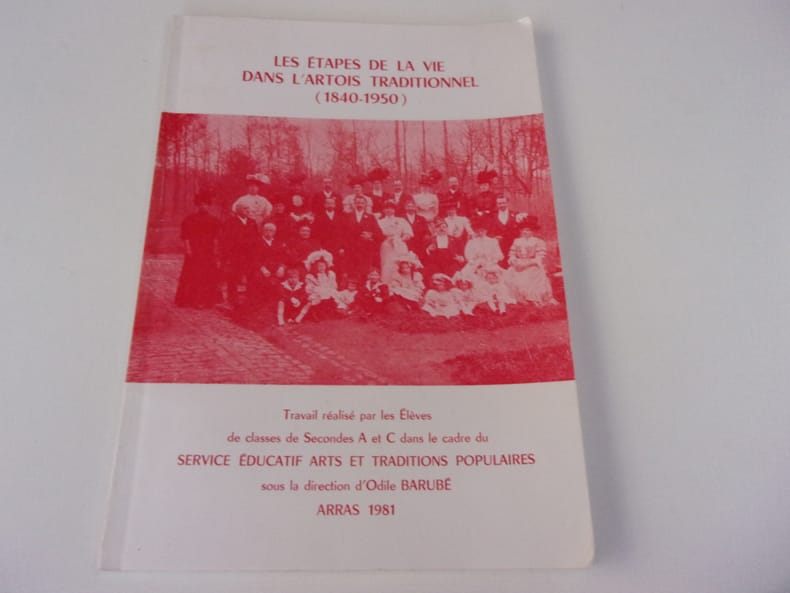 LES ÉTAPES DE LA VIE
DANS L'ARTOIS TRADITIONNEL
(1840-1950)
Travail réalisé par les Élèves
de classes de Secondes A et C dans le cadre du
SERVICE ÉDUCATIF ARTS ET TRADITIONS POPULAIRES
sous la direction d'Odile BARUBÉ
ARRAS 1981